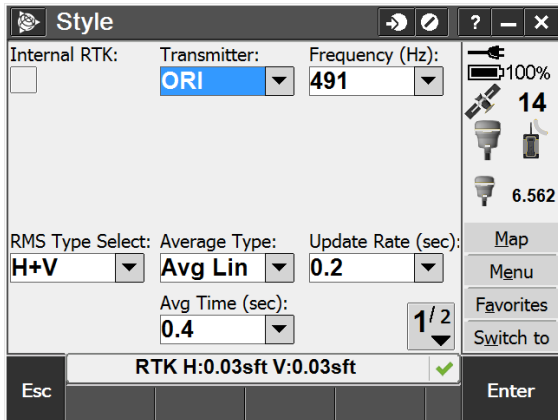 Style
? – ×
Internal RTK: Transmitter: Frequency (Hz):
ORI 491
100%
14
6.562
RMS Type Select: Average Type: Update Rate (sec):
H+V Avg Lin 0.2
Avg Time (sec):
0.4
1/2
Map
Menu
Favorites
Switch to
RTK H:0.03sft V:0.03sft
Esc
Enter